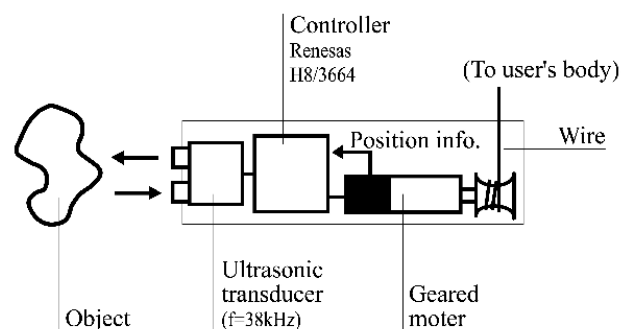 Controller
Renesas
H8/3664
(To user's body)
Position info.
Wire
Ultrasonic
transducer
(f=38kHz)
Geared
moter
Object